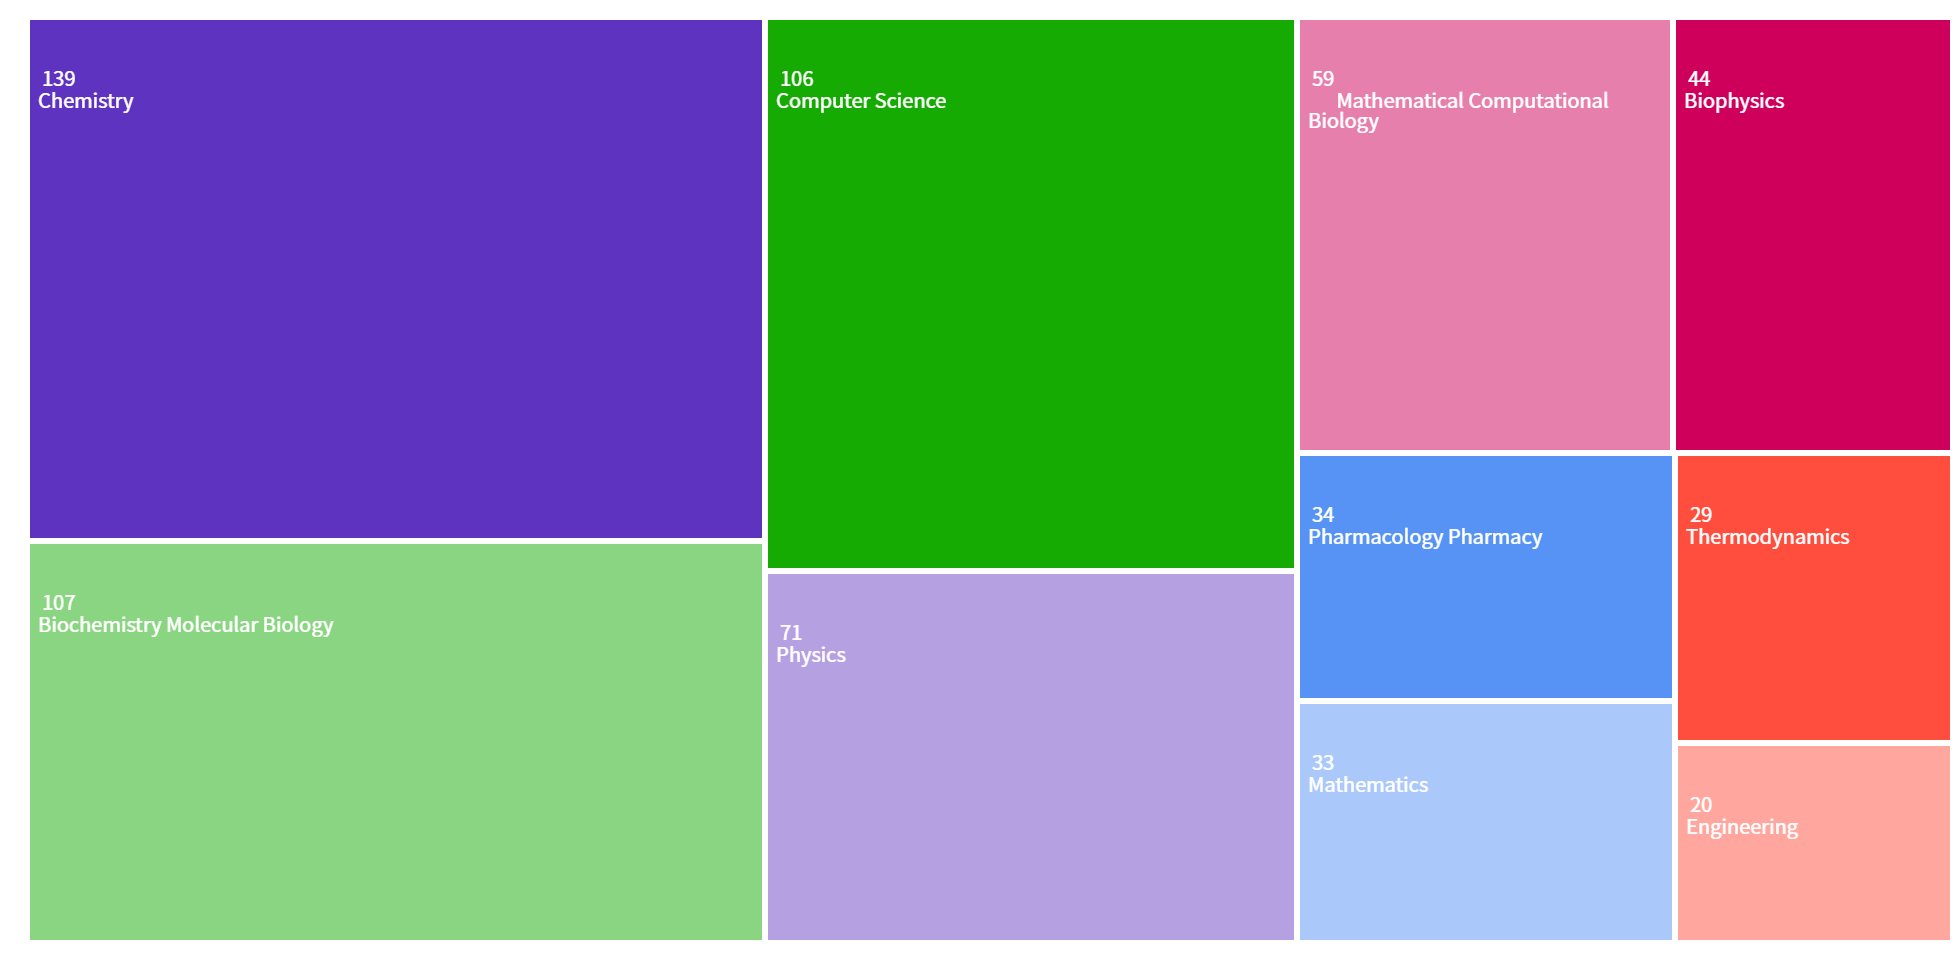 139
Chemistry
106
Computer Science
59
Mathematical Computational
Biology
44
Biophysics
34
Pharmacology Pharmacy
29
Thermodynamics
107
Biochemistry Molecular Biology
71
Physics
33
Mathematics
20
Engineering